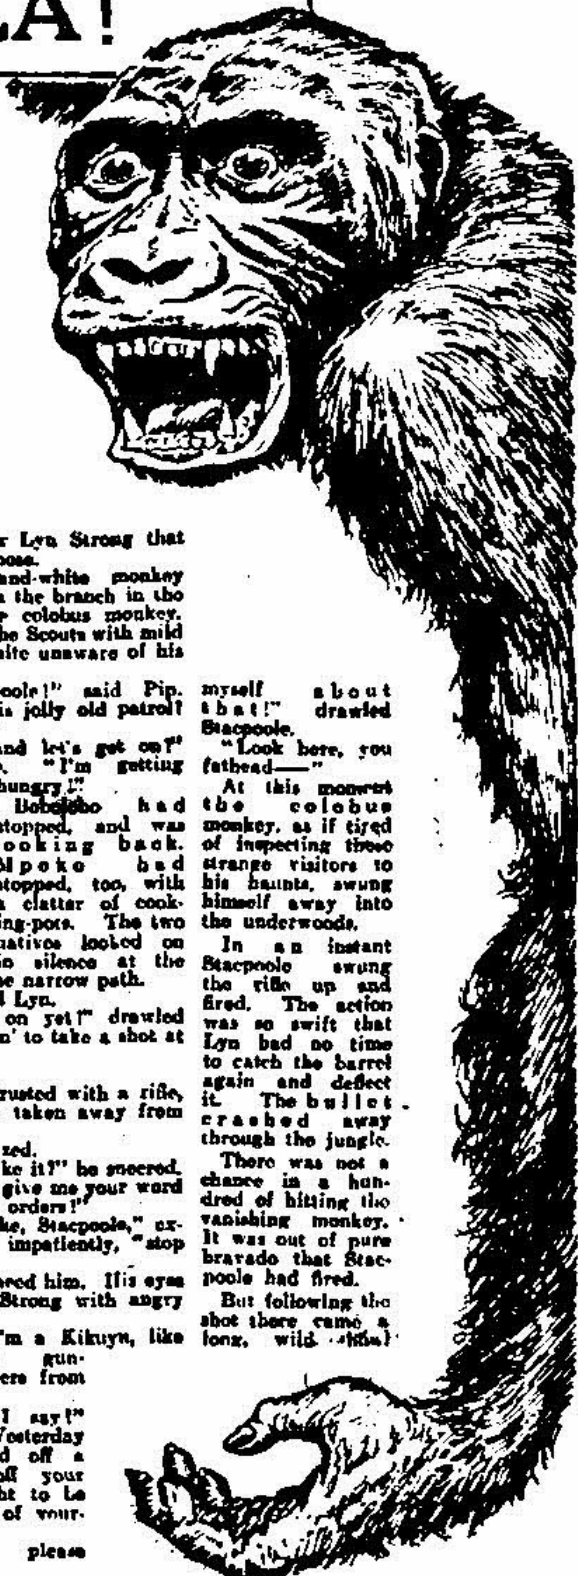 LA!
r Lyn Strong that
pose.
and-white monkey
n the branch in the
r colobus monkey.
he Scouts with mild
uite unaware of his
oole!" said Pip.
is jolly old patrol?
and let's get on?"
"I'm getting
hungry!"
had
stopped, and was
ooking back.
Mpoko had
stopped, too, with
a clatter of cook-
ing-pots. The two
natives looked on
in silence at the
he narrow path.
d Lyn.
on yet!" drawled
n' to take a shot at
rusted with a rifle,
taken away from
zed.
ke it?" he sneered.
give me your word
orders!"
ke, Stacpoole," ex-
impatiently, "stop
ced him. His eyes
Strong with angry
'm a Kikuyu, like
gun-
ere from
I say!"
Yesterday
d off a
off your
ht to be
of your-
please
myself about
that!" drawled
Stacpoole.
"Look here, you
fathead——"
At this moment
the colobus
monkey, as if tired
of inspecting these
strange visitors to
his haunts, swung
himself away into
the underwoods.
In an instant
Stacpoole swung
the rifle up and
fired. The action
was so swift that
Lyn had no time
to catch the barrel
again and deflect
it. The bullet
crashed away
through the jungle.
There was not a
chance in a hun-
dred of hitting the
vanishing monkey.
It was out of pure
bravado that Stac-
poole had fired.
But following the
shot there came a
long, wild